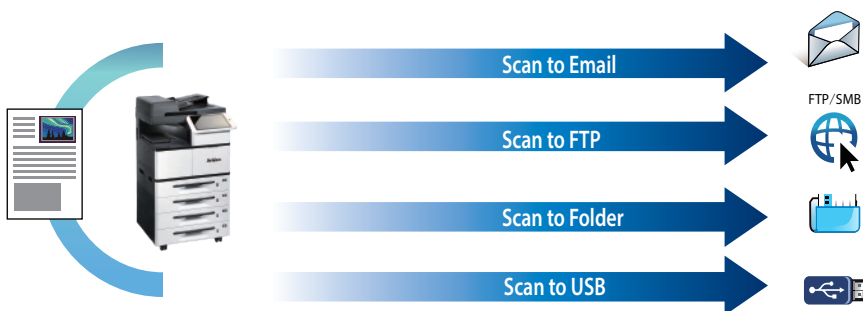 Scan to Email
FTP/SMB
Scan to FTP
Scan to Folder
Scan to USB